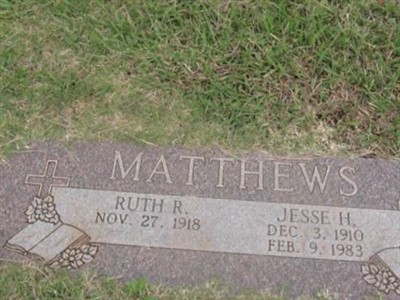 MATTHEWS
RUTH R.
NOV. 27, 1918
JESSE H.
DEC. 3, 1910
FEB. 9, 1983